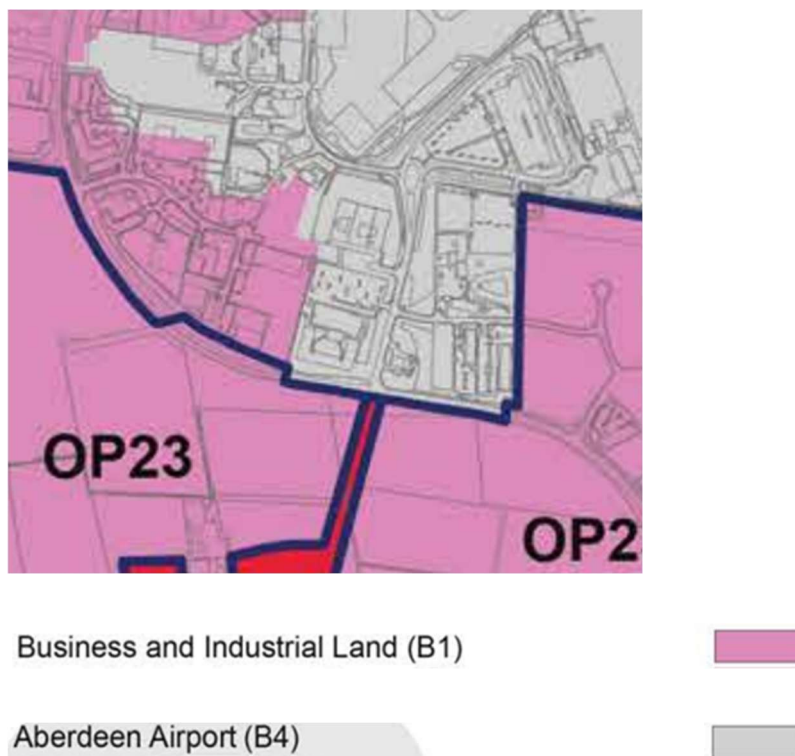 OP23
OP2
Business and Industrial Land (B1)
Aberdeen Airport (B4)